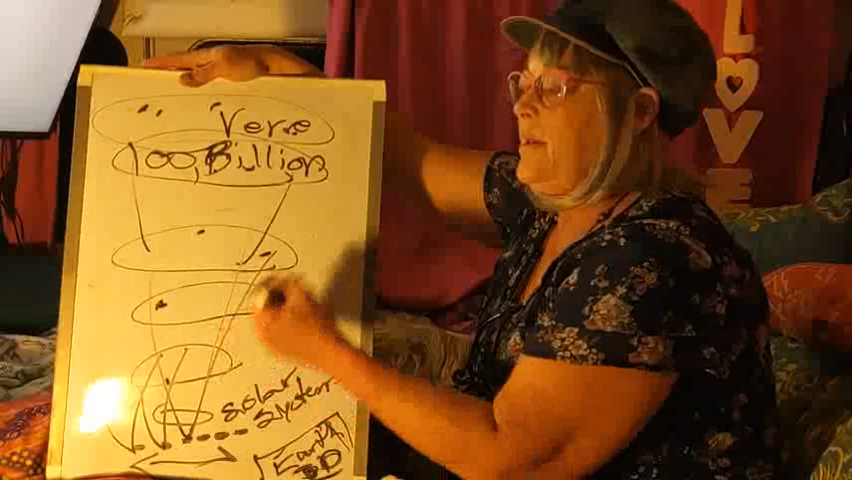 Verse
100,Billion
Solar
System
Earth
3D
LOVE